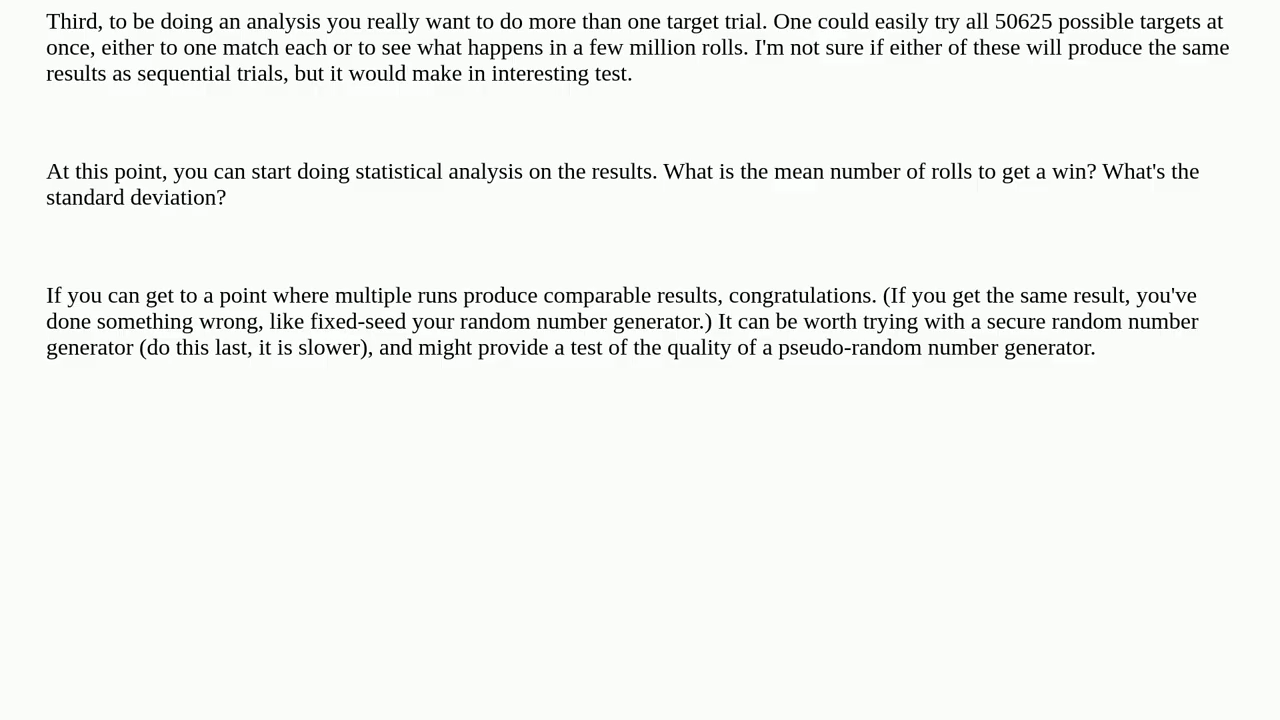 Third, to be doing an analysis you really want to do more than one target trial. One could easily try all 50625 possible targets at
once, either to one match each or to see what happens in a few million rolls. I'm not sure if either of these will produce the same
results as sequential trials, but it would make in interesting test.
At this point, you can start doing statistical analysis on the results. What is the mean number of rolls to get a win? What's the
standard deviation?
If you can get to a point where multiple runs produce comparable results, congratulations. (If you get the same result, you've
done something wrong, like fixed-seed your random number generator.) It can be worth trying with a secure random number
generator (do this last, it is slower), and might provide a test of the quality of a pseudo-random number generator.